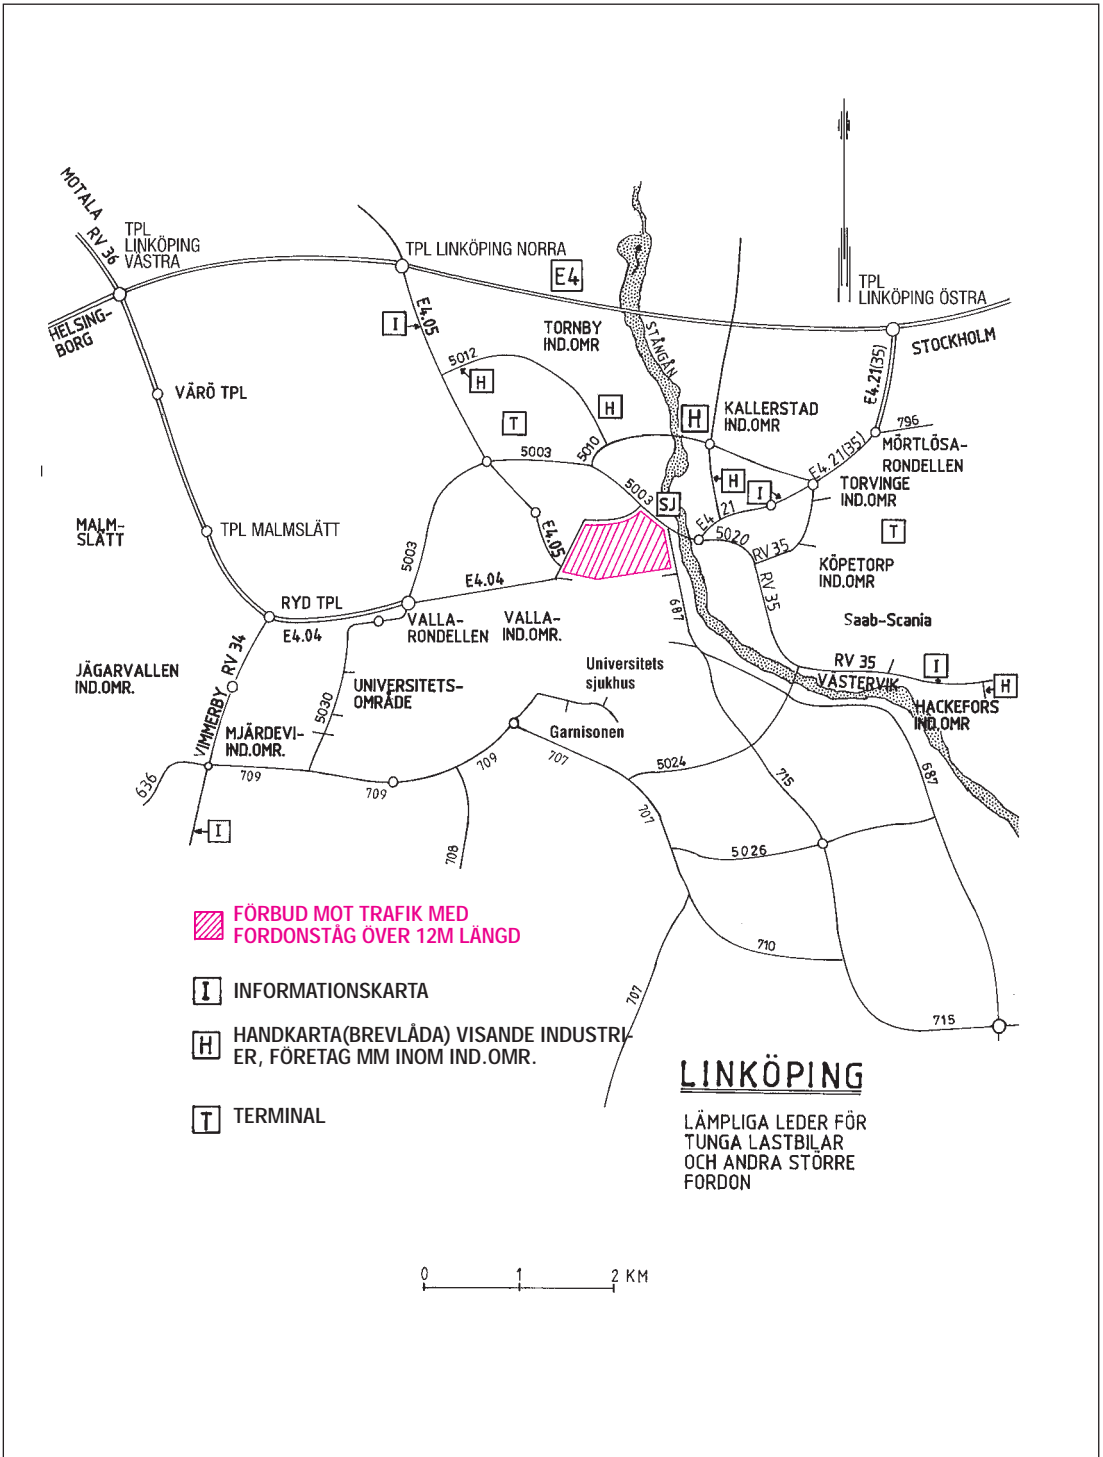 MOTALA
RV 36
TPL
LINKÖPING
VÄSTRA
TPL LINKÖPING NORRA
E4
TPL
LINKÖPING ÖSTRA
HELSING-
BORG
STOCKHOLM
I
E4.05
TORNBY
IND.OMR
STÅNGÅN
E4.21(35)
5012
H
VÄRÖ TPL
H
H
KALLERSTAD
IND.OMR
796
T
MÖRTLÖSA-
RONDELLEN
5003
5010
E4.21(35)
TORVINGE
IND.OMR
H
I
5003
SJ
E4 21
MALM-
SLÄTT
TPL MALMSLÄTT
5003
E4.05
5020
RV 35
T
KÖPETORP
IND.OMR
RV 35
E4.04
RYD TPL
E4.04
VALLA-
RONDELLEN
VALLA-
IND.OMR.
687
Saab-Scania
JÄGARVALLEN
IND.OMR.
VIMMERBY RV 34
UNIVERSITETS-
OMRÅDE
Universitets
sjukhus
RV 35
VÄSTERVIK
I
H
HACKEFORS
IND.OMR
5030
MJÄRDEVI-
IND.OMR.
Garnisonen
636
709
709
709
707
5024
715
687
I
708
707
5026
707
710
715
FÖRBUD MOT TRAFIK MED
FORDONSTÅG ÖVER 12M LÄNGD
I INFORMATIONSKARTA
H HANDKARTA(BREVLÅDA) VISANDE INDUSTRI-
ER, FÖRETAG MM INOM IND.OMR.
T TERMINAL
LINKÖPING
LÄMPLIGA LEDER FÖR
TUNGA LASTBILAR
OCH ANDRA STÖRRE
FORDON
0 1 2 KM